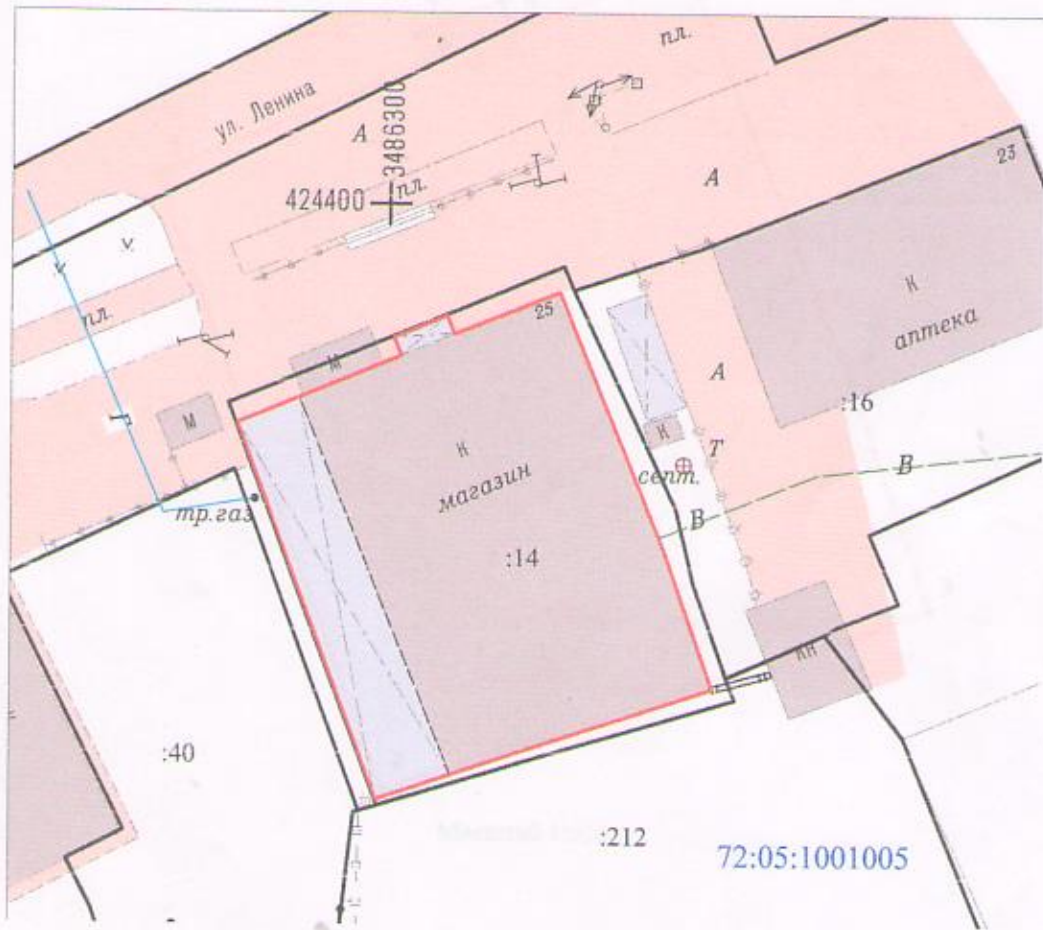 пл.
ул. Ленина
А
3486300
424400
пл.
А
23
К
аптека
25
пл.
М
М
К
магазин
А
:16
К
Т
септ.
В
В
тр.газ
:14
КН
:40
:212
72:05:1001005